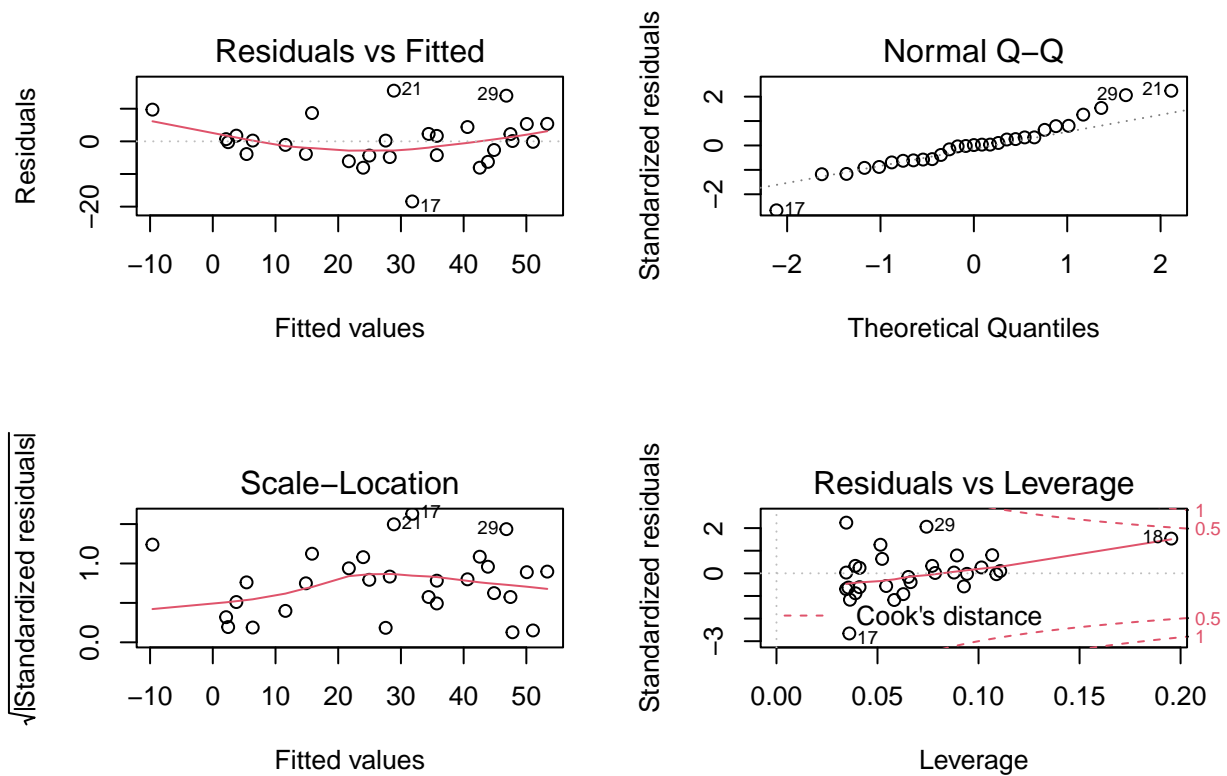 Residuals vs Fitted
Residuals
0
−20
21
29
17
−10 0 10 20 30 40 50
Fitted values
Normal Q−Q
Standardized residuals
2
0
−2
29
21
17
−2 −1 0 1 2
Theoretical Quantiles
Scale−Location
√|Standardized residuals|
1.0
0.0
17
21
29
−10 0 10 20 30 40 50
Fitted values
Residuals vs Leverage
Standardized residuals
2
0
−3
29
18
17
Cook's distance
1
0.5
0.5
1
0.00 0.05 0.10 0.15 0.20
Leverage